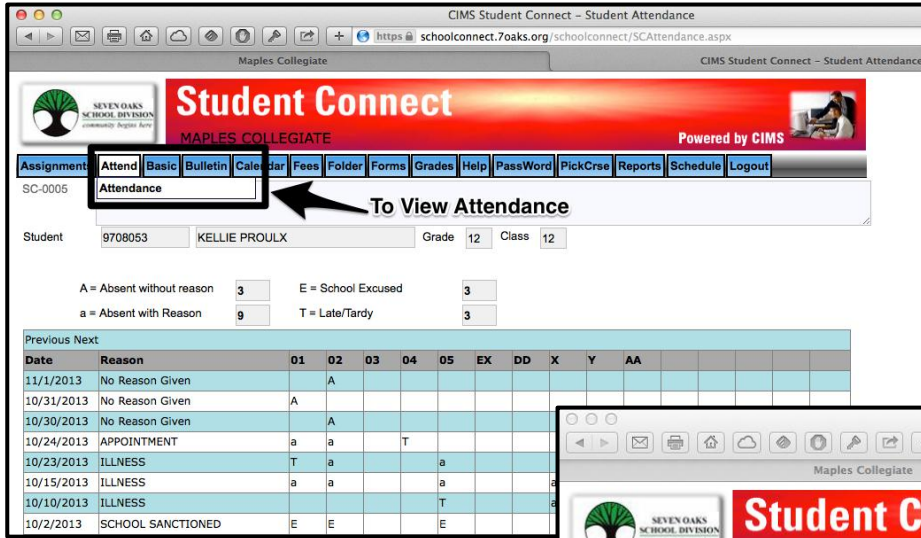 CIMS Student Connect – Student Attendance
https schoolconnect.7oaks.org/schoolconnect/SCAttendance.aspx
Maples Collegiate CIMS Student Connect – Student Attendance
SEVEN OAKS
SCHOOL DIVISION
community begins here
Student Connect
MAPLES COLLEGIATE
Powered by CIMS
Assignment Attend Basic Bulletin Calendar Fees Folder Forms Grades Help PassWord PickCrse Reports Schedule Logout
SC-0005 Attendance
To View Attendance
Student 9708053 KELLIE PROULX Grade 12 Class 12
A = Absent without reason 3 E = School Excused 3
a = Absent with Reason 9 T = Late/Tardy 3
Previous Next
Date Reason 01 02 03 04 05 EX DD X Y AA
11/1/2013 No Reason Given A
10/31/2013 No Reason Given A
10/30/2013 No Reason Given A
10/24/2013 APPOINTMENT a a T
10/23/2013 ILLNESS T a a
10/15/2013 ILLNESS a a a a
10/10/2013 ILLNESS T a
10/2/2013 SCHOOL SANCTIONED E E E
Maples Collegiate
SEVEN OAKS
SCHOOL DIVISION
Student C